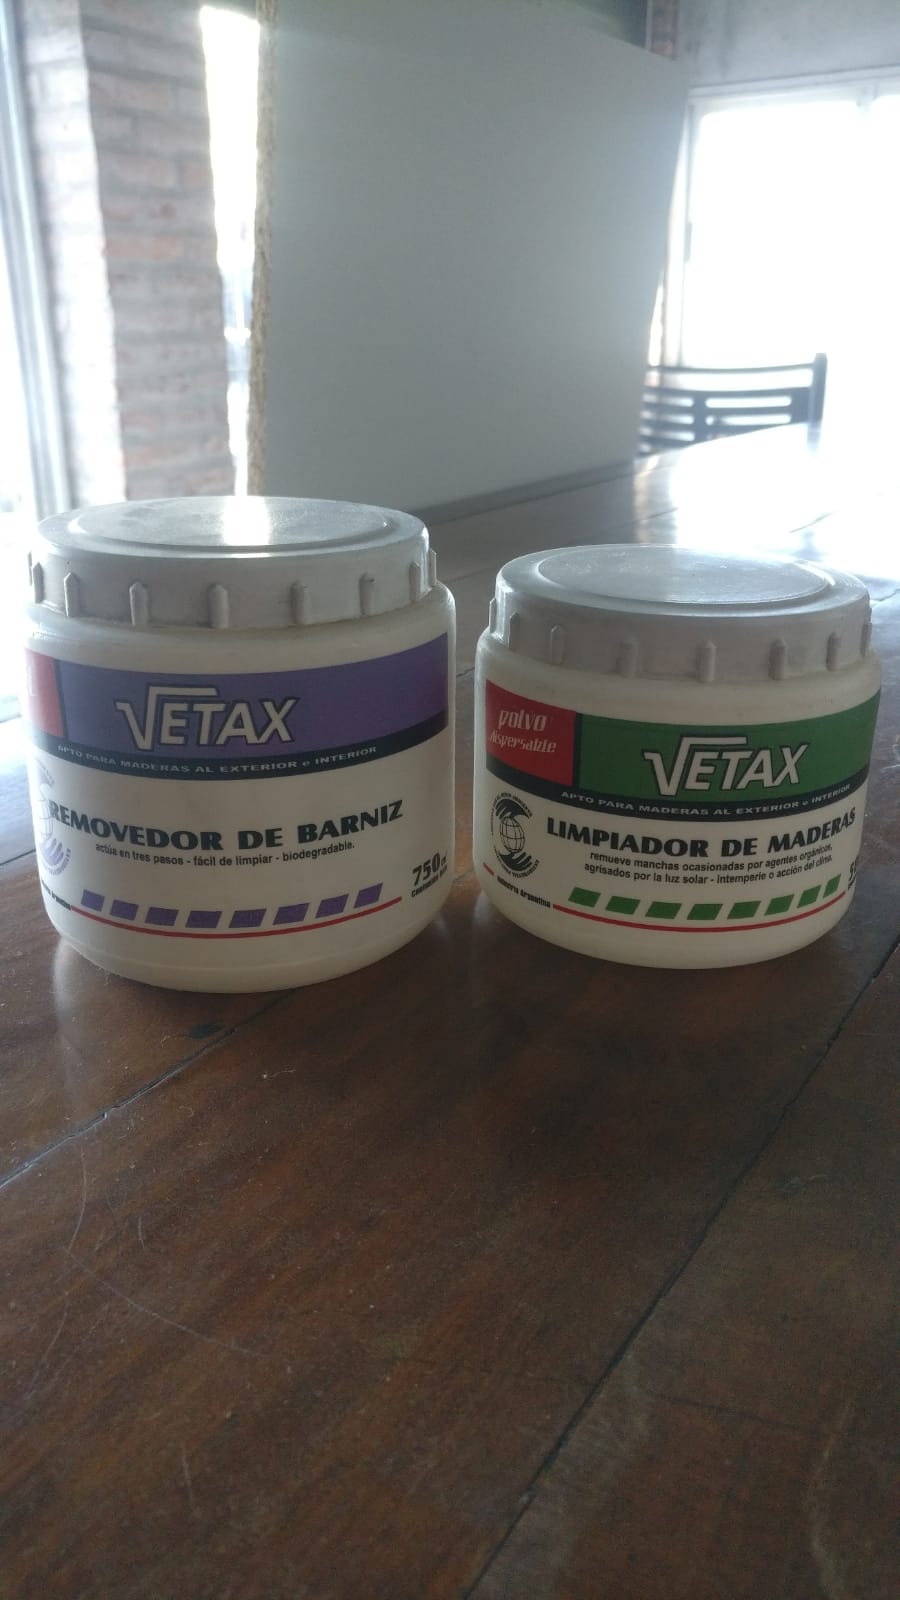 VETAX
APTO PARA MADERAS AL EXTERIOR e INTERIOR
REMOVEDOR DE BARNIZ
actúa en tres pasos - fácil de limpiar - biodegradable.
750
polvo
dispersable
VETAX
APTO PARA MADERAS AL EXTERIOR e INTERIOR
LIMPIADOR DE MADERAS
remueve manchas ocasionadas por agentes orgánicos,
agrisados por la luz solar - intemperie o acción del clima.
Industria Argentina